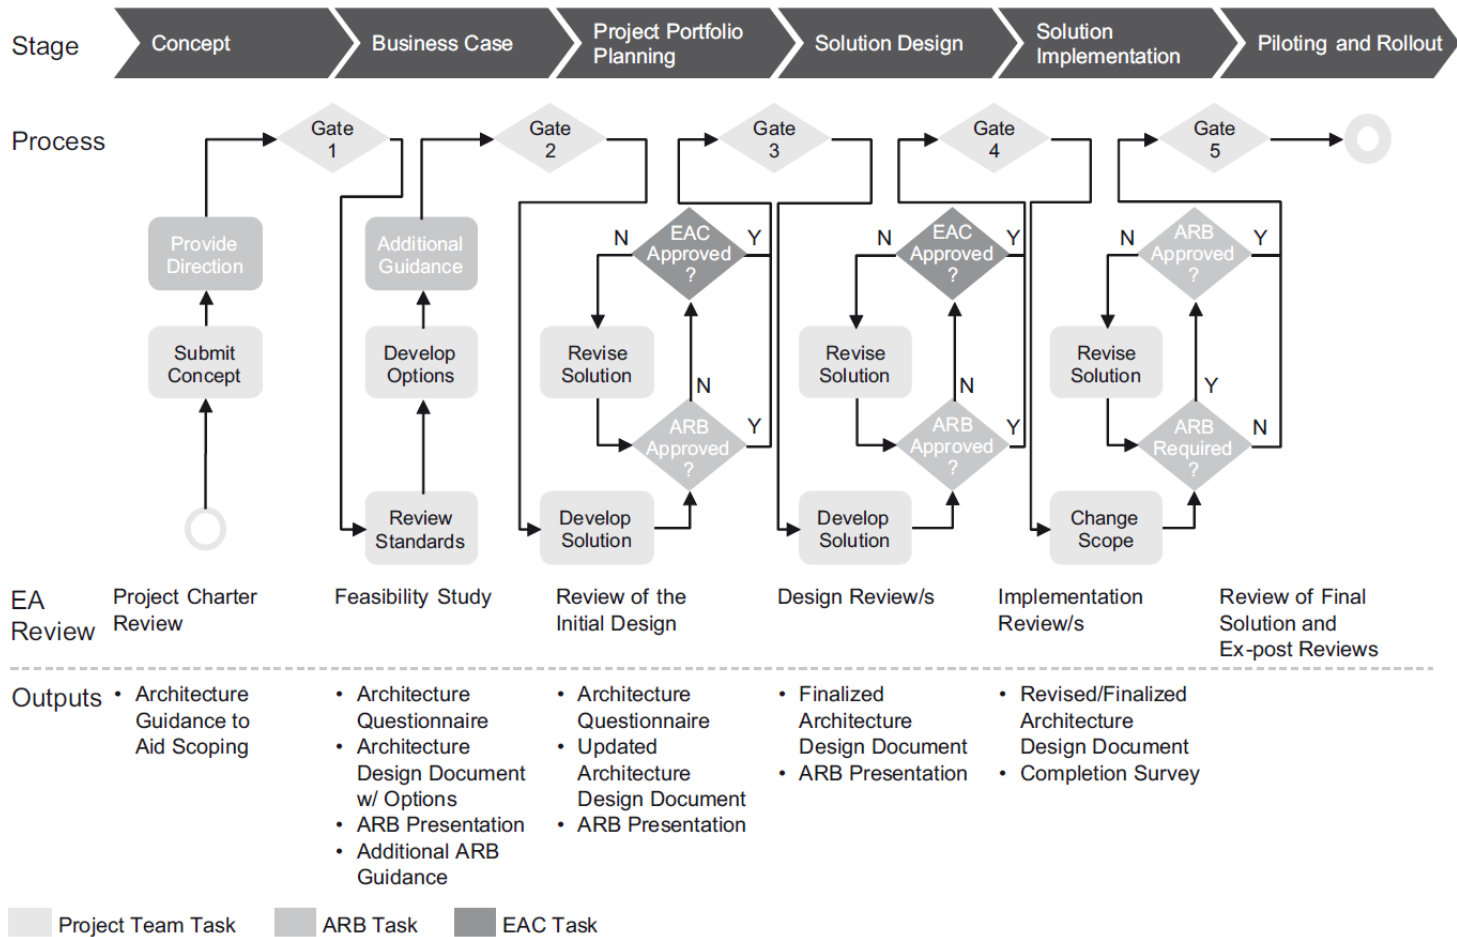 Stage
Concept
Business Case
Project Portfolio
Planning
Solution Design
Solution
Implementation
Piloting and Rollout
Process
Gate
1
Gate
2
Gate
3
Gate
4
Gate
5
Provide
Direction
Submit
Concept
Additional
Guidance
Develop
Options
Review
Standards
N
EAC
Approved
?
Y
Revise
Solution
N
ARB
Approved
?
Y
Develop
Solution
N
EAC
Approved
?
Y
Revise
Solution
N
ARB
Approved
?
Y
Develop
Solution
N
ARB
Approved
?
Y
Revise
Solution
Y
ARB
Required
?
N
Change
Scope
EA
Review
Project Charter
Review
Feasibility Study
Review of the
Initial Design
Design Review/s
Implementation
Review/s
Review of Final
Solution and
Ex-post Reviews
Outputs
• Architecture
Guidance to
Aid Scoping
• Architecture
Questionnaire
• Architecture
Design Document
w/ Options
• ARB Presentation
• Additional ARB
Guidance
• Architecture
Questionnaire
• Updated
Architecture
Design Document
• ARB Presentation
• Finalized
Architecture
Design Document
• ARB Presentation
• Revised/Finalized
Architecture
Design Document
• Completion Survey
Project Team Task
ARB Task
EAC Task